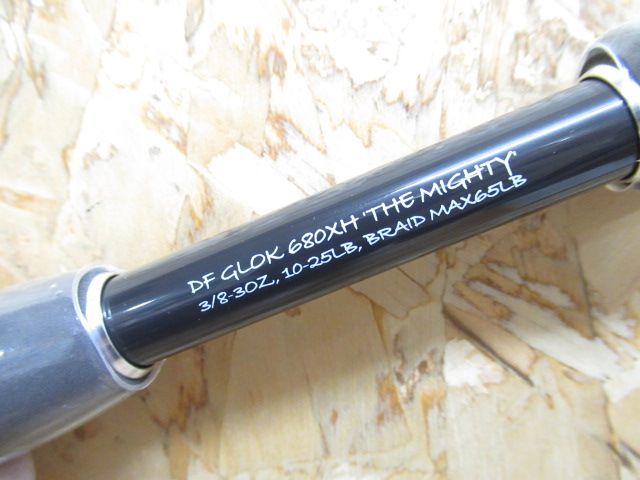 DF GLOK 680XH 'THE MIGHTY'
3/8-3OZ, 10-25LB, BRAID MAX65LB